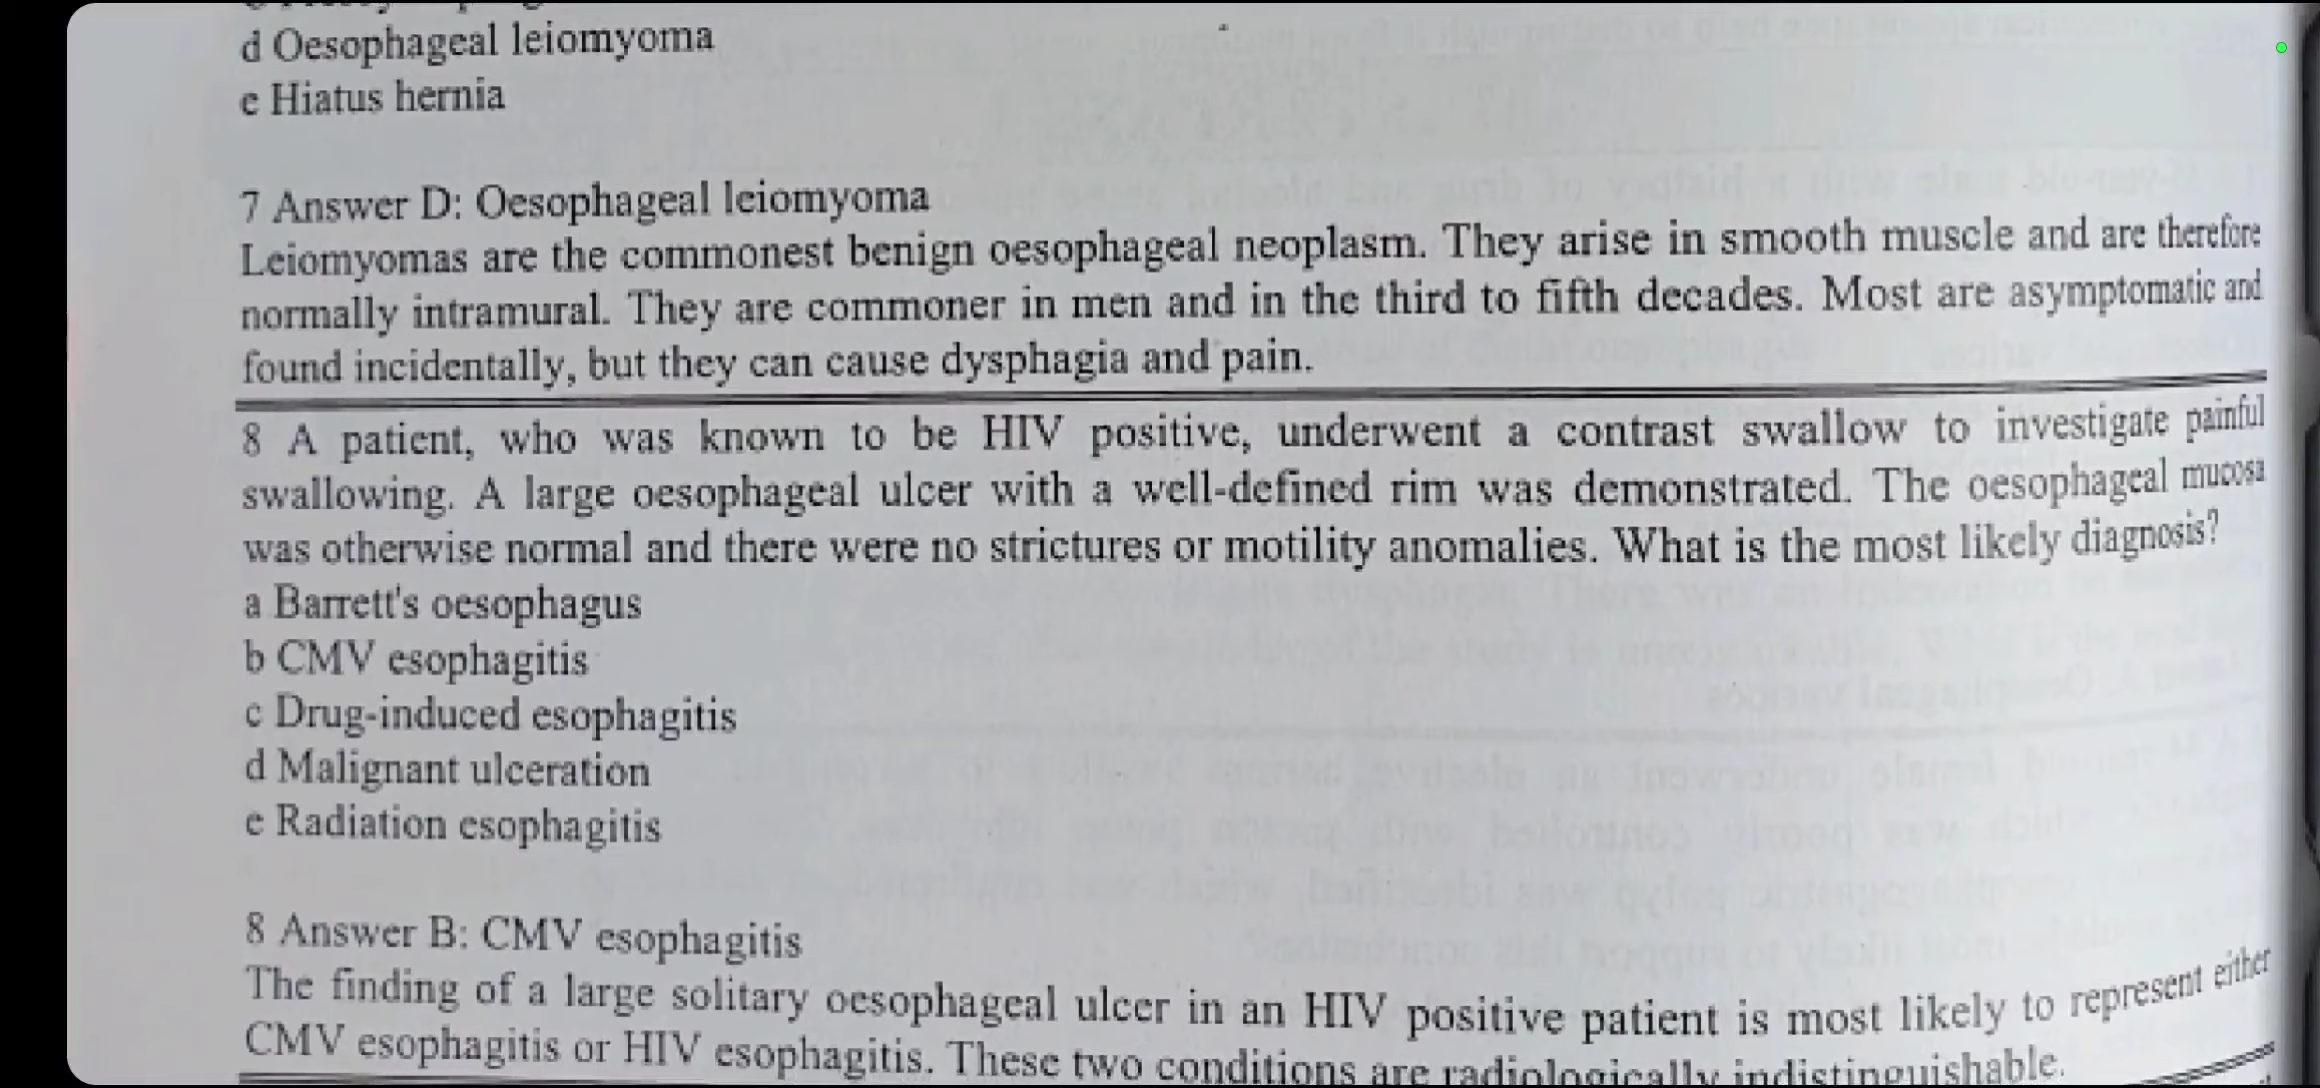 d Oesophageal leiomyoma
e Hiatus hernia
7 Answer D: Oesophageal leiomyoma
Leiomyomas are the commonest benign oesophageal neoplasm. They arise in smooth muscle and are therefore
normally intramural. They are commoner in men and in the third to fifth decades. Most are asymptomatic and
found incidentally, but they can cause dysphagia and pain.
8 A patient, who was known to be HIV positive, underwent a contrast swallow to investigate painful
swallowing. A large oesophageal ulcer with a well-defined rim was demonstrated. The oesophageal mucosa
was otherwise normal and there were no strictures or motility anomalies. What is the most likely diagnosis?
a Barrett's oesophagus
b CMV esophagitis
c Drug-induced esophagitis
d Malignant ulceration
e Radiation esophagitis
8 Answer B: CMV esophagitis
The finding of a large solitary oesophageal ulcer in an HIV positive patient is most likely to represent either
CMV esophagitis or HIV esophagitis. These two conditions are radiologically indistinguishable.